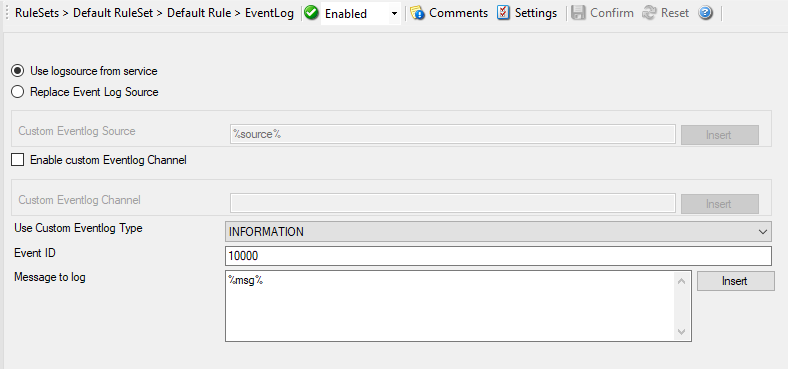 RuleSets > Default RuleSet > Default Rule > EventLog Enabled Comments Settings Confirm Reset ?
Use logsource from service
Replace Event Log Source
Custom Eventlog Source %source% Insert
Enable custom Eventlog Channel
Custom Eventlog Channel Insert
Use Custom Eventlog Type INFORMATION
Event ID 10000
Message to log %msg% Insert